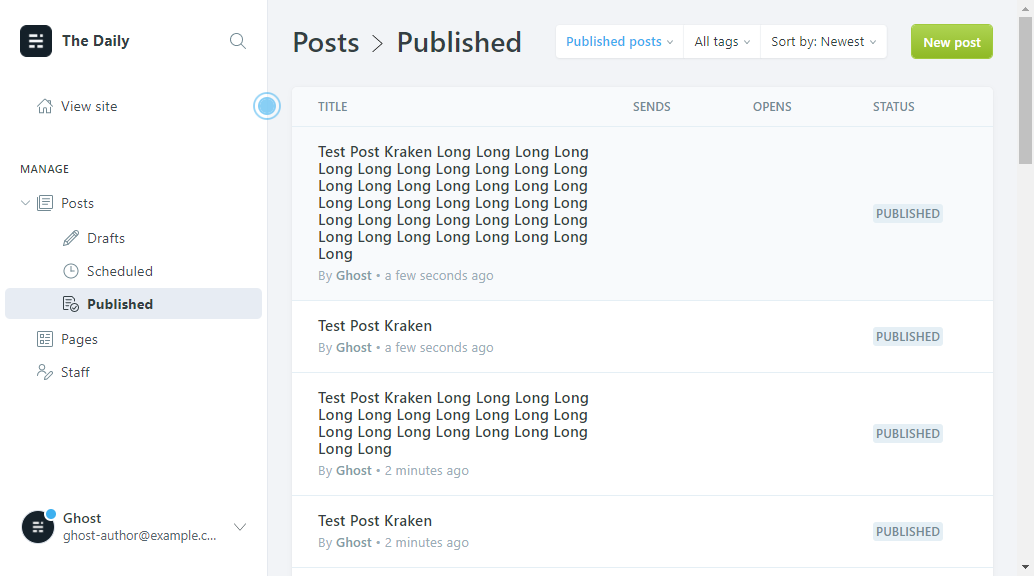 The Daily
View site
MANAGE
Posts
Drafts
Scheduled
Published
Pages
Staff
Ghost
ghost-author@example.c...
Posts > Published
Published posts
All tags
Sort by: Newest
New post
TITLE SENDS OPENS STATUS
Test Post Kraken Long Long Long Long
Long Long Long Long Long Long Long
Long Long Long Long Long Long Long
Long Long Long Long Long Long Long
Long Long Long Long Long Long Long
Long Long Long Long Long Long Long
Long
By Ghost • a few seconds ago
PUBLISHED
Test Post Kraken
By Ghost • a few seconds ago
PUBLISHED
Test Post Kraken Long Long Long Long
Long Long Long Long Long Long Long
Long Long Long Long Long Long Long
Long Long
By Ghost • 2 minutes ago
PUBLISHED
Test Post Kraken
By Ghost • 2 minutes ago
PUBLISHED